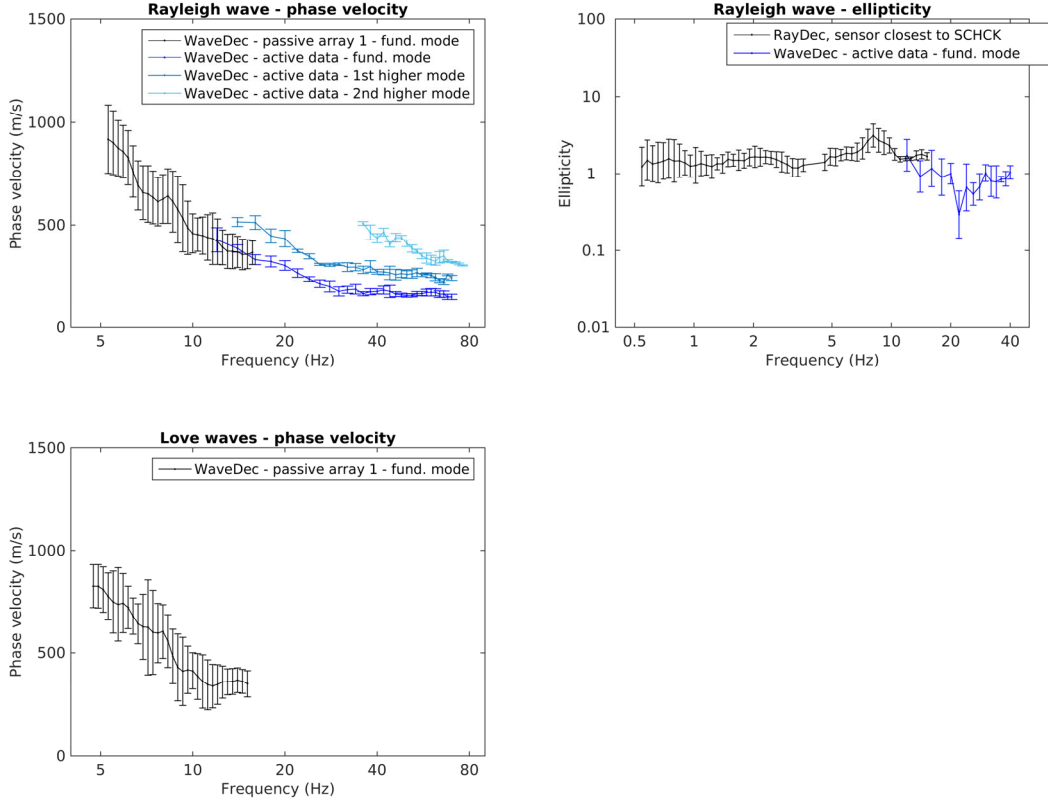 Rayleigh wave - phase velocity
WaveDec - passive array 1 - fund. mode
WaveDec - active data - fund. mode
WaveDec - active data - 1st higher mode
WaveDec - active data - 2nd higher mode
1500
1000
500
0
Phase velocity (m/s)
5 10 20 40 80
Frequency (Hz)
Rayleigh wave - ellipticity
RayDec, sensor closest to SCHCK
WaveDec - active data - fund. mode
100
10
1
0.1
0.01
Ellipticity
0.5 1 2 5 10 20 40
Frequency (Hz)
Love waves - phase velocity
WaveDec - passive array 1 - fund. mode
1500
1000
500
0
Phase velocity (m/s)
5 10 20 40 80
Frequency (Hz)